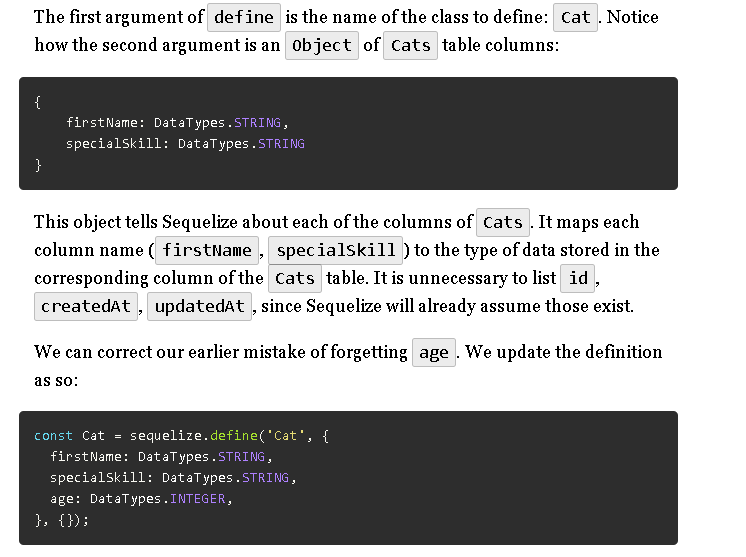 The first argument of define is the name of the class to define: Cat . Notice
how the second argument is an Object of Cats table columns:
{
    firstName: DataTypes.STRING,
    specialSkill: DataTypes.STRING
}
This object tells Sequelize about each of the columns of Cats . It maps each
column name ( firstName , specialSkill ) to the type of data stored in the
corresponding column of the Cats table. It is unnecessary to list id ,
createdAt , updatedAt , since Sequelize will already assume those exist.
We can correct our earlier mistake of forgetting age . We update the definition
as so:
const Cat = sequelize.define('Cat', {
  firstName: DataTypes.STRING,
  specialSkill: DataTypes.STRING,
  age: DataTypes.INTEGER,
}, {});